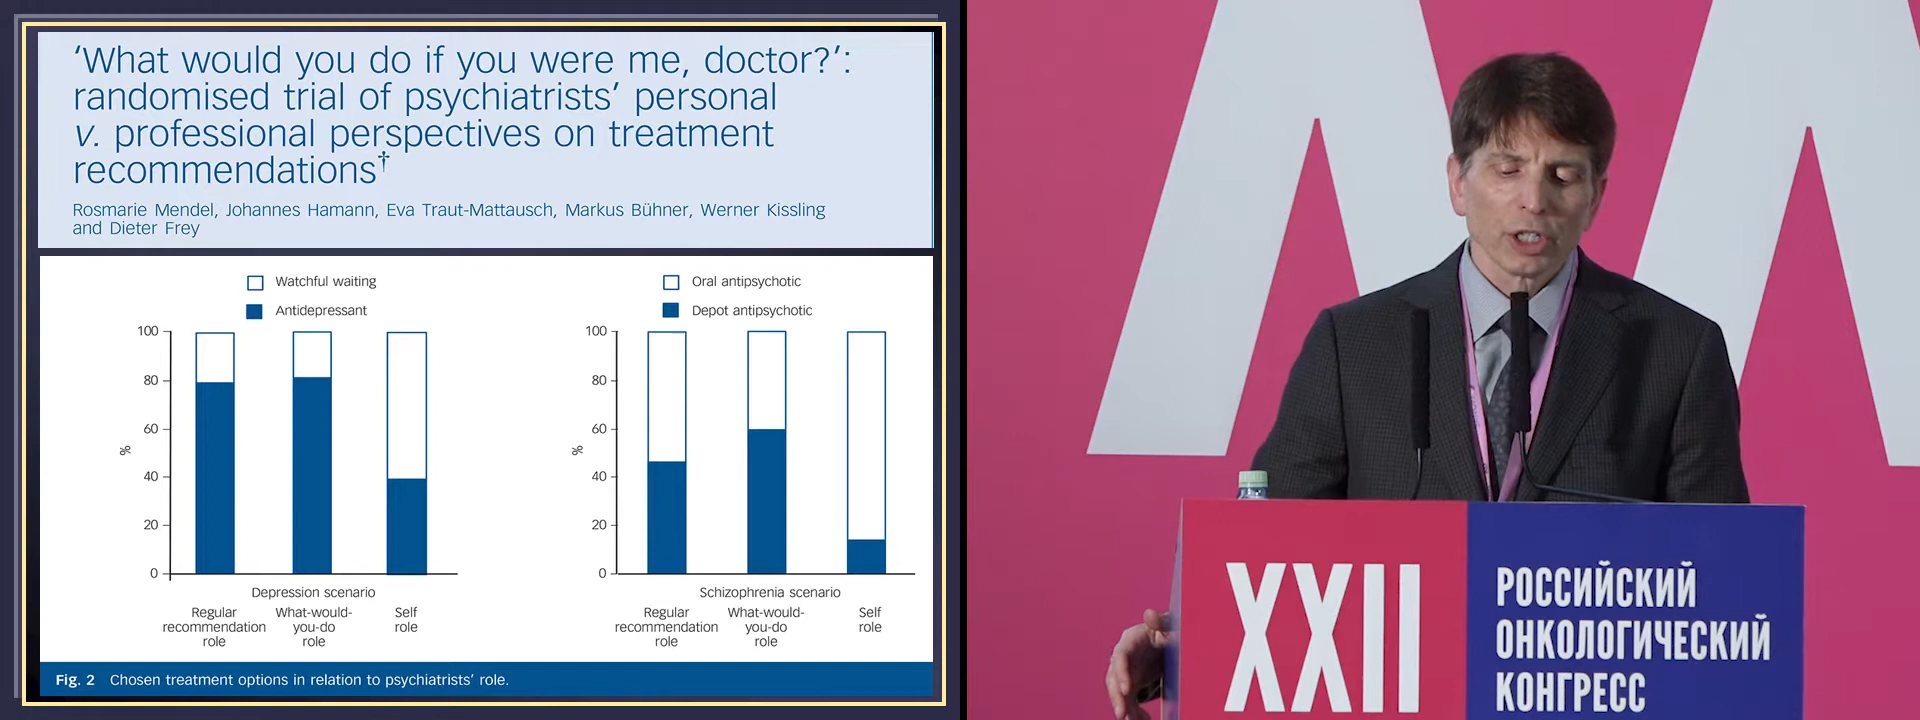 ‘What would you do if you were me, doctor?’:
randomised trial of psychiatrists’ personal
v. professional perspectives on treatment
recommendations†
Rosmarie Mendel, Johannes Hamann, Eva Traut-Mattausch, Markus Bühner, Werner Kissling
and Dieter Frey
Watchful waiting
Antidepressant
100
80
60
40
20
0
%
Depression scenario
Regular
recommendation
role
What-would-
you-do
role
Self
role
Oral antipsychotic
Depot antipsychotic
100
80
60
40
20
0
%
Schizophrenia scenario
Regular
recommendation
role
What-would-
you-do
role
Self
role
Fig. 2 Chosen treatment options in relation to psychiatrists’ role.
XXII
РОССИЙСКИЙ
ОНКОЛОГИЧЕСКИЙ
КОНГРЕСС